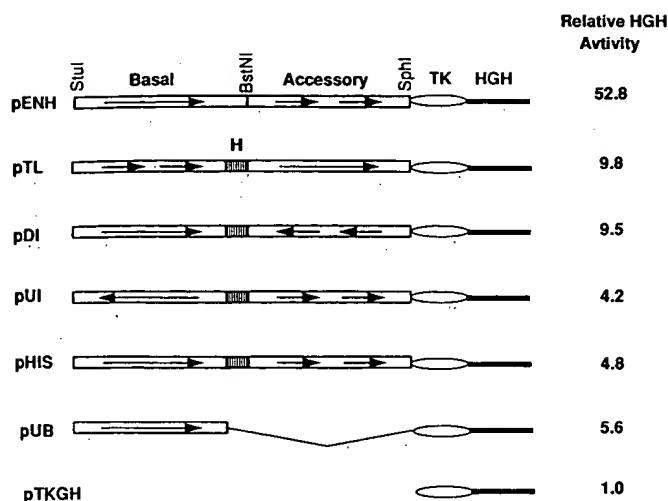 Relative HGH
Avtivity
StuI Basal BstNI Accessory SphI TK HGH
pENH 52.8
H
pTL 9.8
pDI 9.5
pUI 4.2
pHIS 4.8
pUB 5.6
pTKGH 1.0